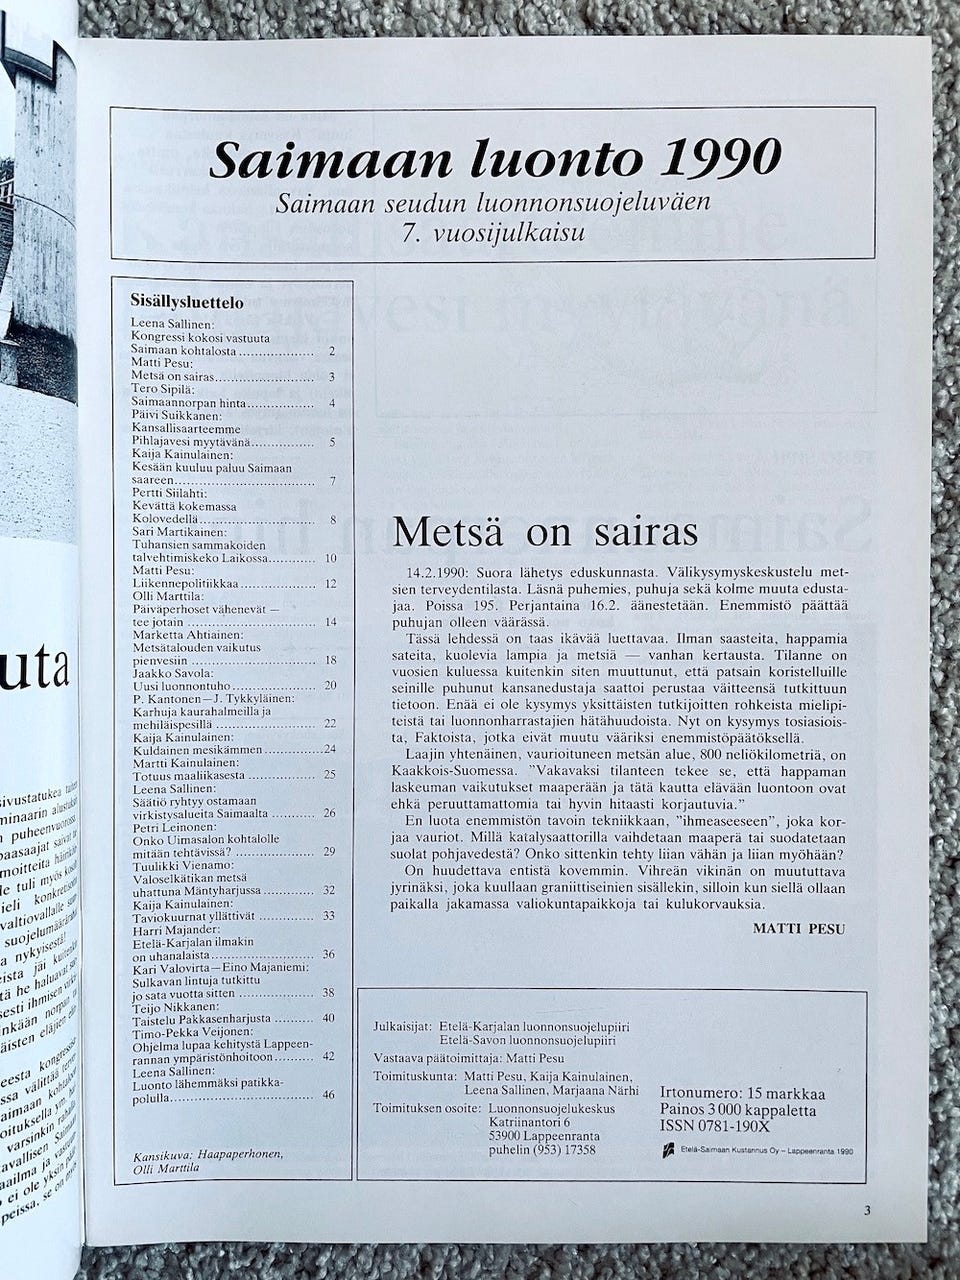 Saimaan luonto 1990
Saimaan seudun luonnonsuojeluväen
7. vuosijulkaisu
Sisällysluettelo
Leena Sallinen:
Kongressi kokosi vastuuta
Saimaan kohtalosta ................... 2
Matti Pesu:
Metsä on sairas......................... 3
Tero Sipilä:
Saimaannorpan hinta.................. 4
Päivi Suikkanen:
Kansallisaarteemme
Pihlajavesi myytävänä................ 5
Kaija Kainulainen:
Kesään kuuluu paluu Saimaan
saareen................................... 7
Pertti Siilahti:
Kevättä kokemassa
Kolovedellä.............................. 8
Sari Martikainen:
Tuhansien sammakoiden
talvehtimiskeko Laikossa............. 10
Matti Pesu:
Liikennepolitiikkaa ................... 12
Olli Marttila:
Päiväperhoset vähenevät —
tee jotain ................................ 14
Marketta Ahtiainen:
Metsätalouden vaikutus
pienvesiin ............................... 18
Jaakko Savola:
Uusi luonnontuho ..................... 20
P. Kantonen—J. Tykkyläinen:
Karhuja kaurahalmeilla ja
mehiläispesillä ......................... 22
Kaija Kainulainen:
Kuldainen mesikämmen .............. 24
Martti Kainulainen:
Totuus maaliikasesta ................. 25
Leena Sallinen:
Säätiö ryhtyy ostamaan
virkistysalueita Saimaalta ........... 26
Petri Leinonen:
Onko Uimasalon kohtalolle
mitään tehtävissä? .................... 29
Tuulikki Vienamo:
Valoselkätikan metsä
uhattuna Mäntyharjussa ............. 32
Kaija Kainulainen:
Taviokuurnat yllättivät .............. 33
Harri Majander:
Etelä-Karjalan ilmakin
on uhanalaista ......................... 36
Kari Valovirta—Eino Majaniemi:
Sulkavan lintuja tutkittu
jo sata vuotta sitten .................. 38
Teijo Nikkanen:
Taistelu Pakkasenharjusta .......... 40
Timo-Pekka Veijonen:
Ohjelma lupaa kehitystä Lappeen-
rannan ympäristönhoitoon .......... 42
Leena Sallinen:
Luonto lähemmäksi patikka-
polulla.................................... 46
Kansikuva: Haapaperhonen,
Olli Marttila
Metsä on sairas
14.2.1990: Suora lähetys eduskunnasta. Välikysymyskeskustelu met-
sien terveydentilasta. Läsnä puhemies, puhuja sekä kolme muuta edusta-
jaa. Poissa 195. Perjantaina 16.2. äänestetään. Enemmistö päättää
puhujan olleen väärässä.
Tässä lehdessä on taas ikävää luettavaa. Ilman saasteita, happamia
sateita, kuolevia lampia ja metsiä — vanhan kertausta. Tilanne on
vuosien kuluessa kuitenkin siten muuttunut, että patsain koristelluille
seinille puhunut kansanedustaja saattoi perustaa väitteensä tutkittuun
tietoon. Enää ei ole kysymys yksittäisten tutkijoitten rohkeista mielipi-
teistä tai luonnonharrastajien hätähuudoista. Nyt on kysymys tosiasiois-
ta, Faktoista, jotka eivät muutu vääriksi enemmistöpäätöksellä.
Laajin yhtenäinen, vaurioituneen metsän alue, 800 neliökilometriä, on
Kaakkois-Suomessa. "Vakavaksi tilanteen tekee se, että happaman
laskeuman vaikutukset maaperään ja tätä kautta elävään luontoon ovat
ehkä peruuttamattomia tai hyvin hitaasti korjautuvia."
En luota enemmistön tavoin tekniikkaan, "ihmeaseeseen", joka kor-
jaa vauriot. Millä katalysaattorilla vaihdetaan maaperä tai suodatetaan
suolat pohjavedestä? Onko sittenkin tehty liian vähän ja liian myöhään?
On huudettava entistä kovemmin. Vihreän vikinän on muututtava
jyrinäksi, joka kuullaan graniittiseinien sisällekin, silloin kun siellä ollaan
paikalla jakamassa valiokuntapaikkoja tai kulukorvauksia.
MATTI PESU
Julkaisijat: Etelä-Karjalan luonnonsuojelupiiri
Etelä-Savon luonnonsuojelupiiri
Vastaava päätoimittaja: Matti Pesu
Toimituskunta: Matti Pesu, Kaija Kainulainen,
Leena Sallinen, Marjaana Närhi
Toimituksen osoite: Luonnonsuojelukeskus
Katriinantori 6
53900 Lappeenranta
puhelin (953) 17358
Irtonumero: 15 markkaa
Painos 3 000 kappaletta
ISSN 0781-190X
Etelä-Saimaan Kustannus Oy – Lappeenranta 1990
3
uta